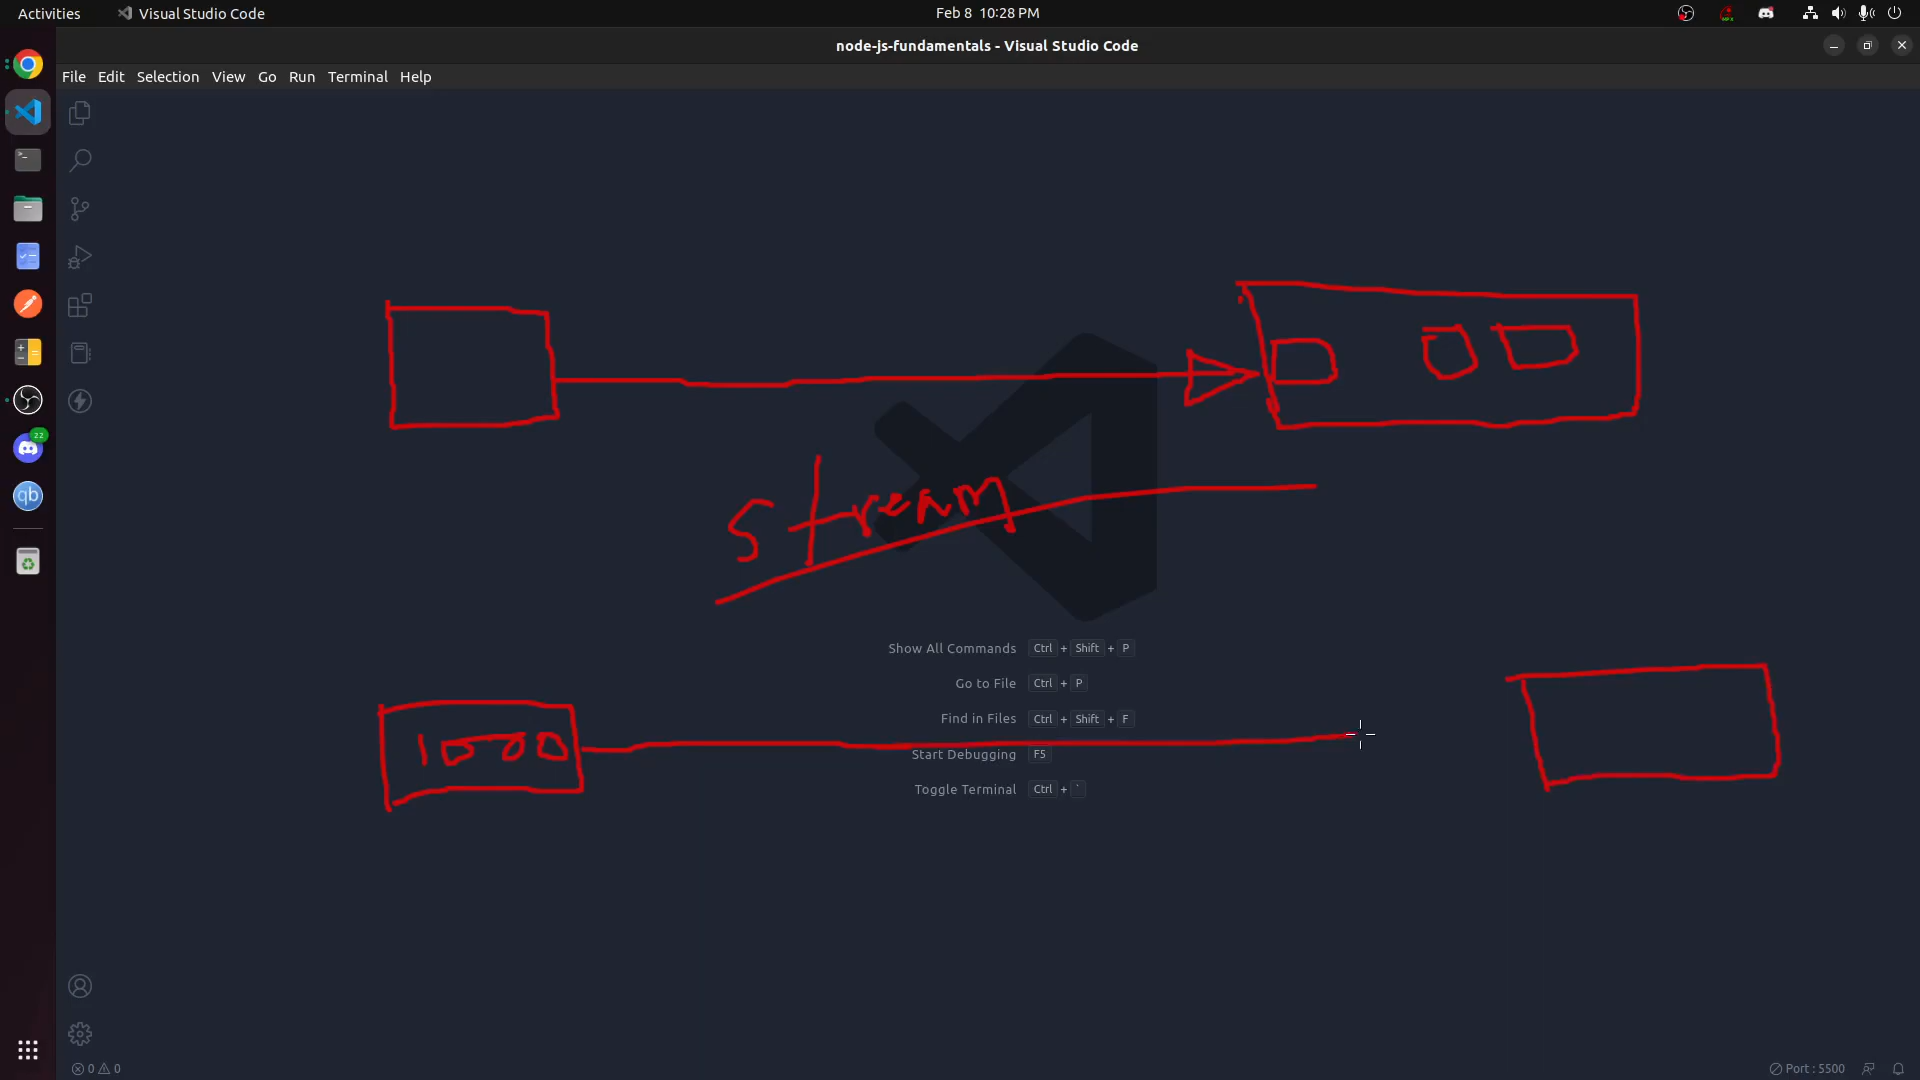 Activities Visual Studio Code Feb 8 10:28 PM
node-js-fundamentals - Visual Studio Code
File Edit Selection View Go Run Terminal Help
22
qb
stream
Show All Commands Ctrl + Shift + P
Go to File Ctrl + P
Find in Files Ctrl + Shift + F
1000
Start Debugging F5
Toggle Terminal Ctrl + `
0 0 Port : 5500